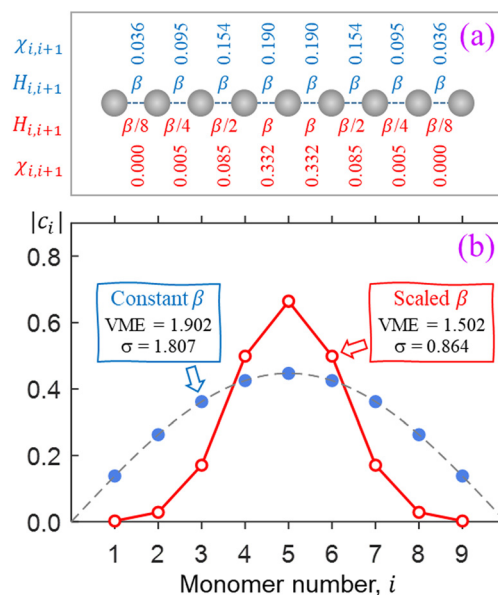 χi,i+1 0.036 0.095 0.154 0.190 0.190 0.154 0.095 0.036 (a)
Hi,i+1 β β β β β β β β
Hi,i+1 β/8 β/4 β/2 β β β/2 β/4 β/8
χi,i+1 0.000 0.005 0.085 0.332 0.332 0.085 0.005 0.000
|ci|
(b)
0.8
0.6
0.4
0.2
0.0
Constant β
VME = 1.902
σ = 1.807
Scaled β
VME = 1.502
σ = 0.864
1 2 3 4 5 6 7 8 9
Monomer number, i